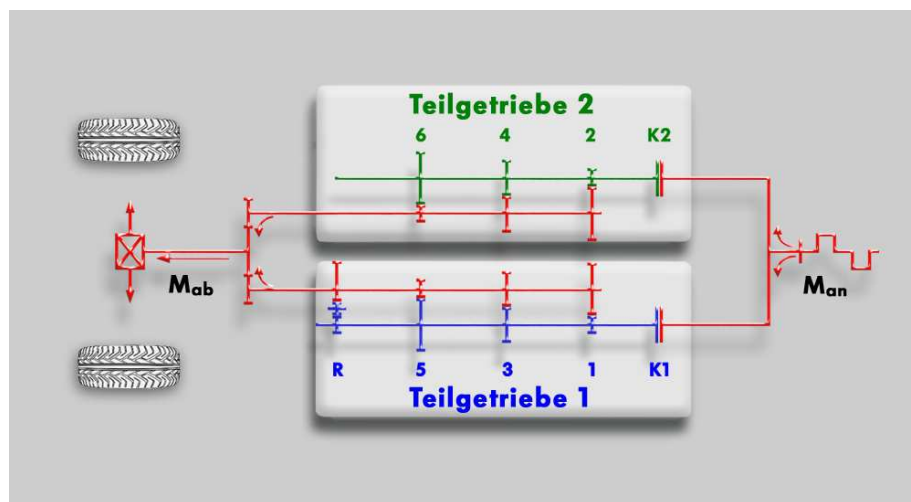 Teilgetriebe 2
6 4 2 K2
Mab Man
R 5 3 1 K1
Teilgetriebe 1